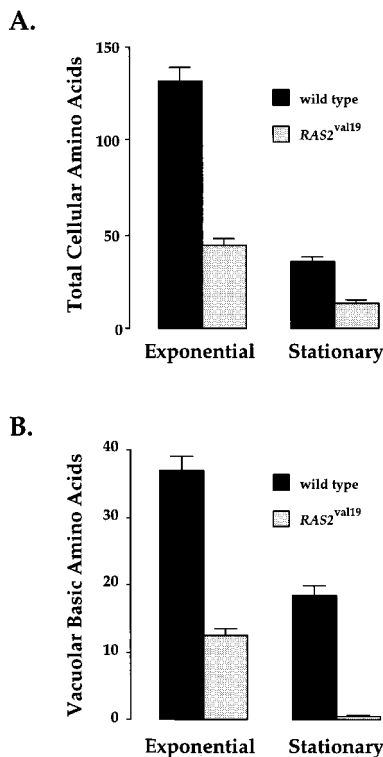 A.
Total Cellular Amino Acids
150
100
50
0
wild type
RAS2val19
Exponential Stationary
B.
Vacuolar Basic Amino Acids
40
30
20
10
0
wild type
RAS2val19
Exponential Stationary